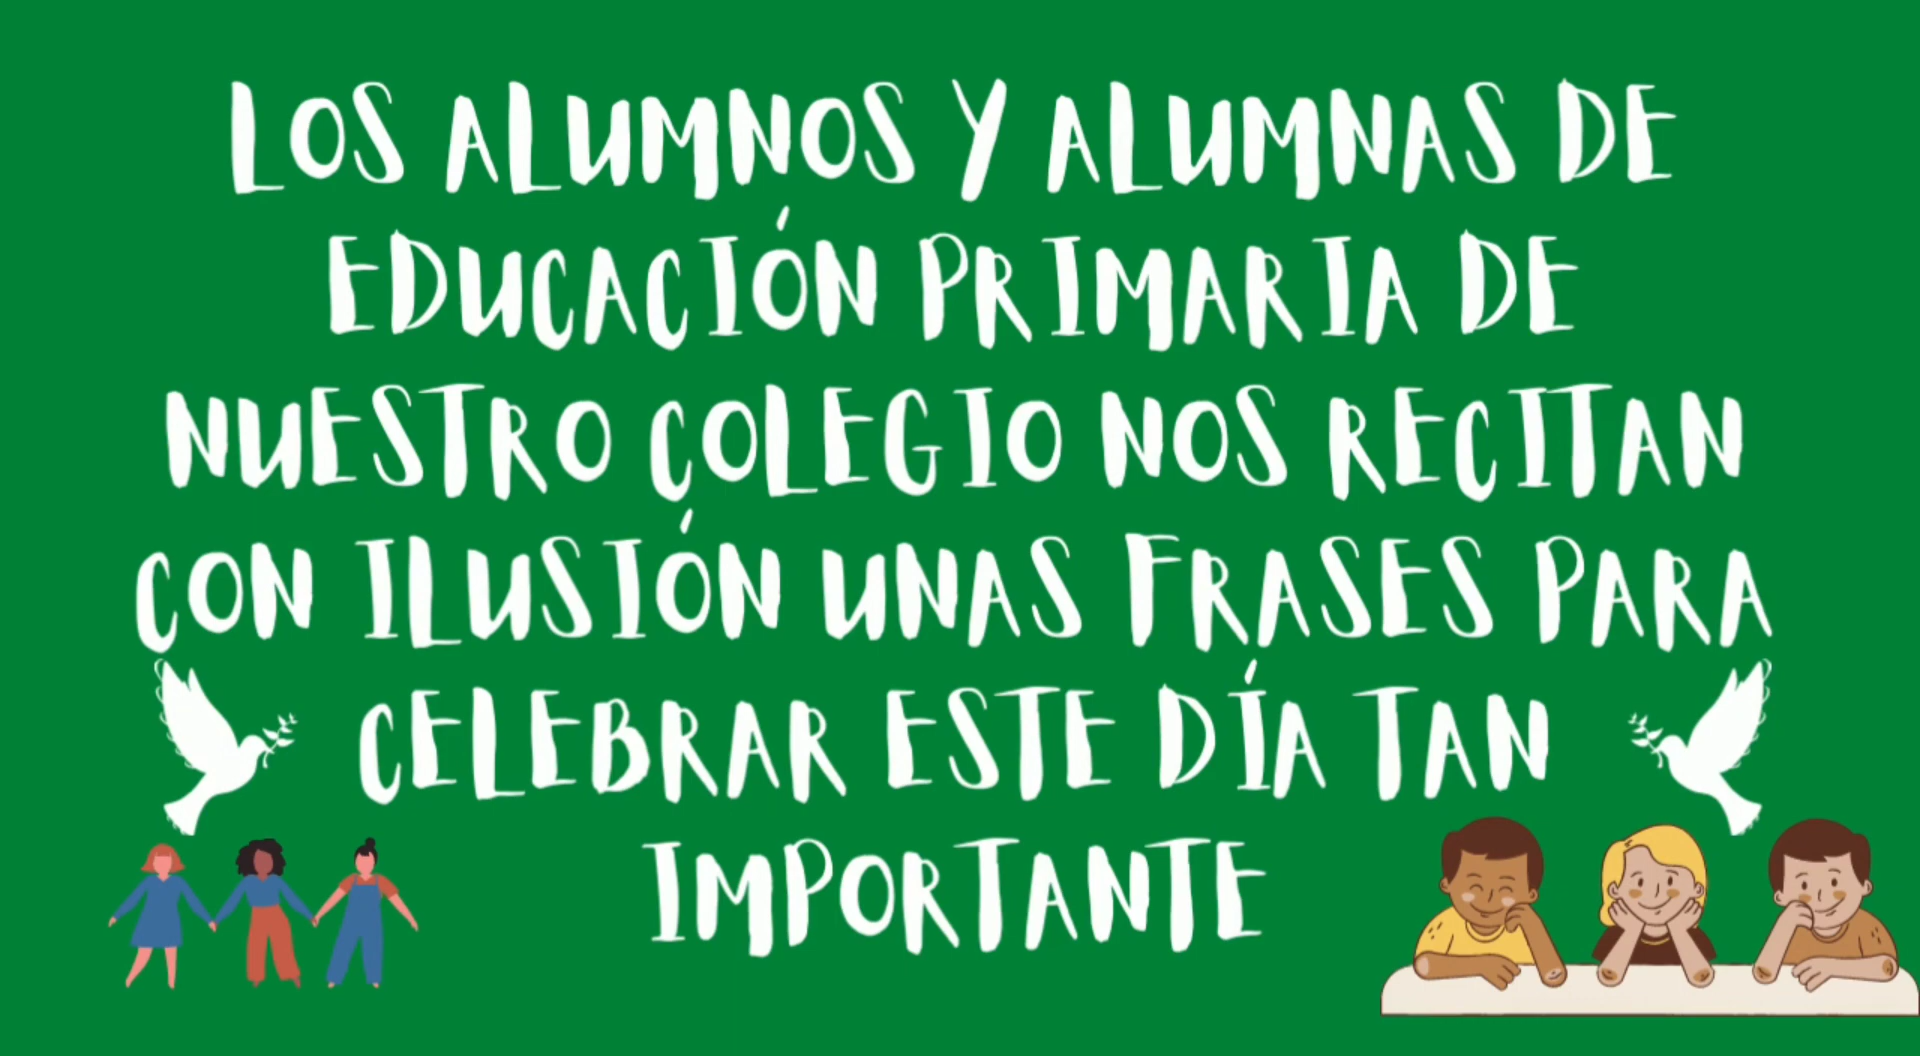 LOS ALUMNOS Y ALUMNAS DE
EDUCACIÓN PRIMARIA DE
NUESTRO COLEGIO NOS RECITAN
CON ILUSIÓN UNAS FRASES PARA
CELEBRAR ESTE DÍA TAN
IMPORTANTE